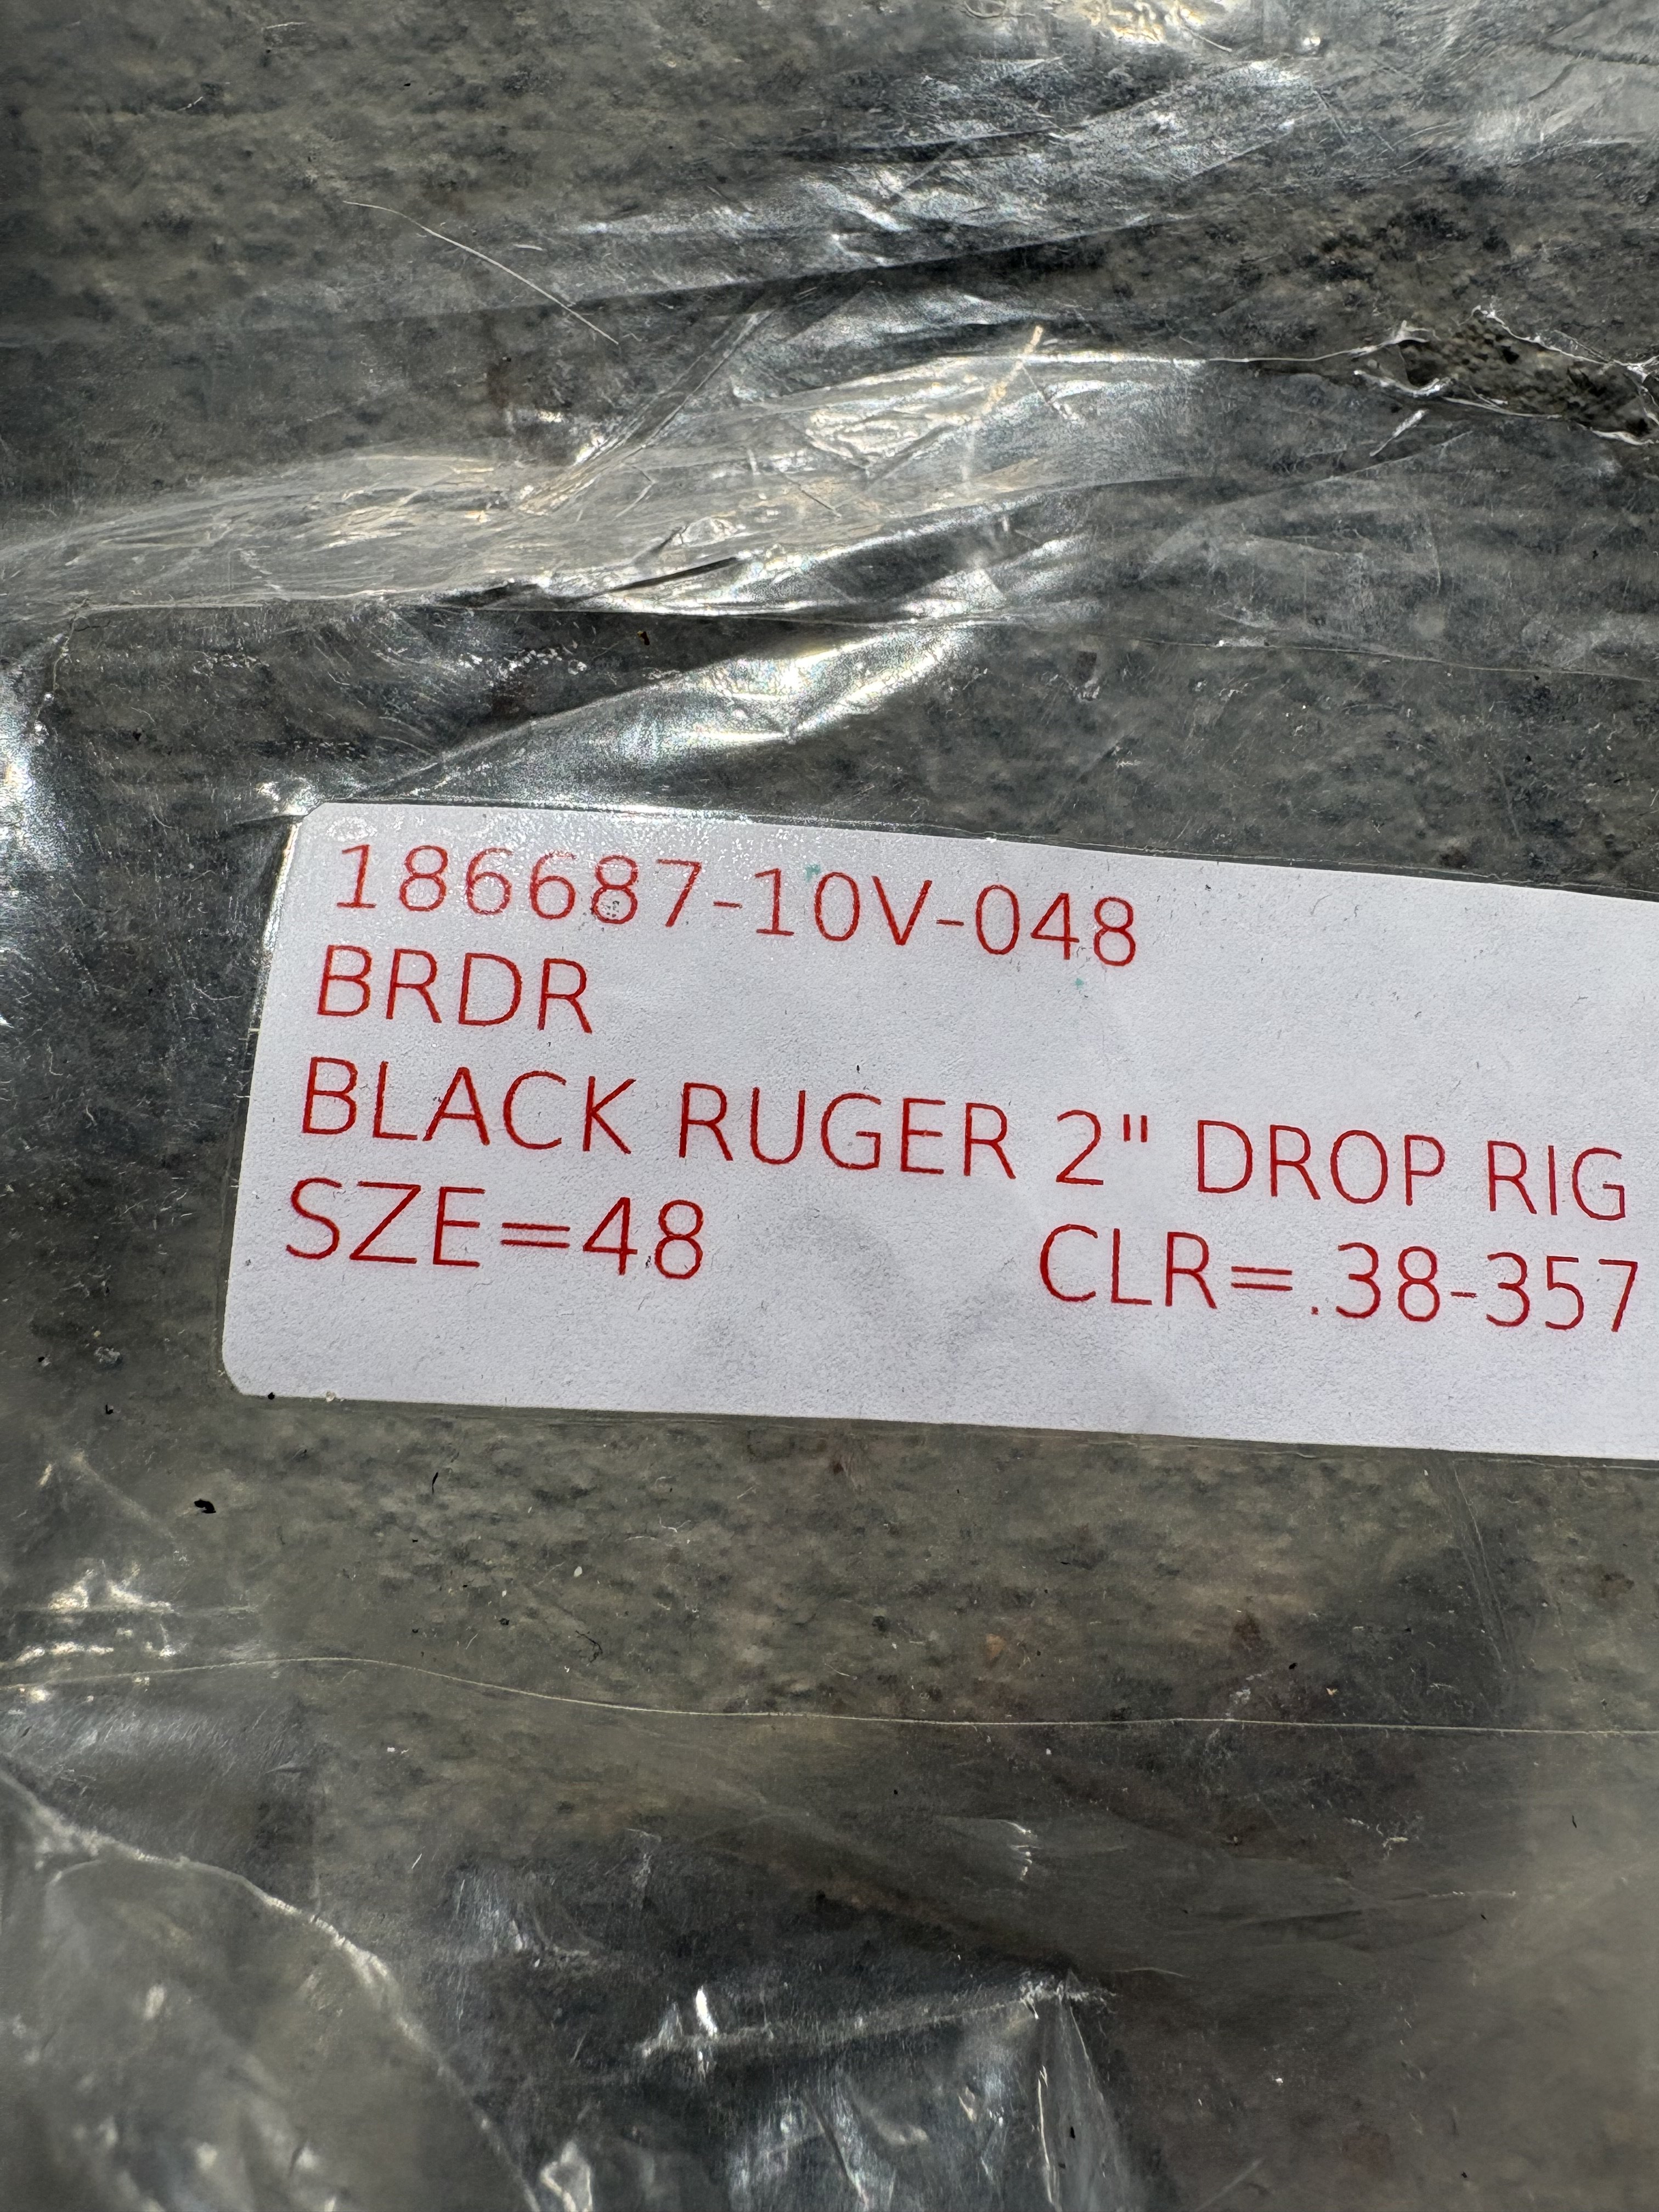 186687-10V-048
BRDR
BLACK RUGER 2" DROP RIG
SZE=48 CLR=.38-357